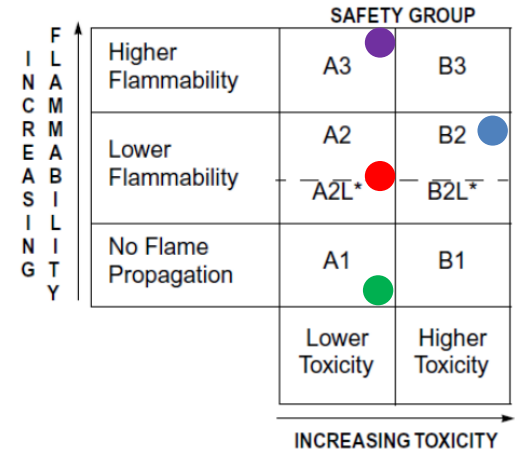 SAFETY GROUP
INCREASING
FLAMMABILITY
Higher
Flammability
A3
B3
Lower
Flammability
A2
B2
A2L*
B2L*
No Flame
Propagation
A1
B1
Lower
Toxicity
Higher
Toxicity
INCREASING TOXICITY